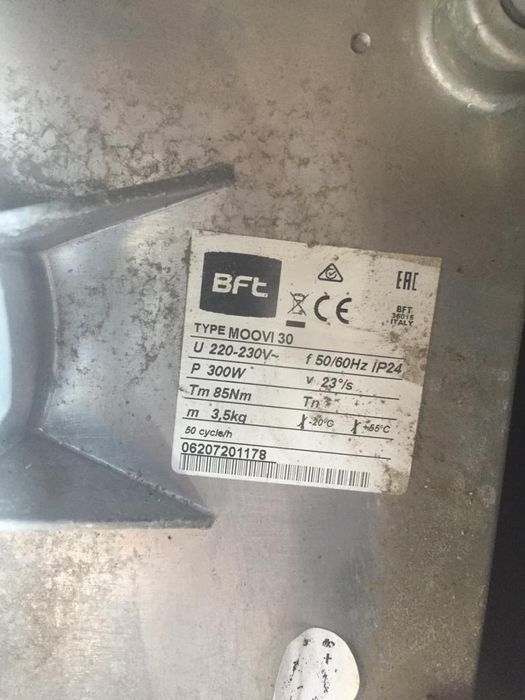 BFt
EAC
BFT
36015
ITALY
TYPE MOOVI 30
U 220-230V~ f 50/60Hz IP24
P 300W v 23°/s
Tm 85Nm Tn
m 3,5kg -20°C +55°C
50 cycle/h
06207201178